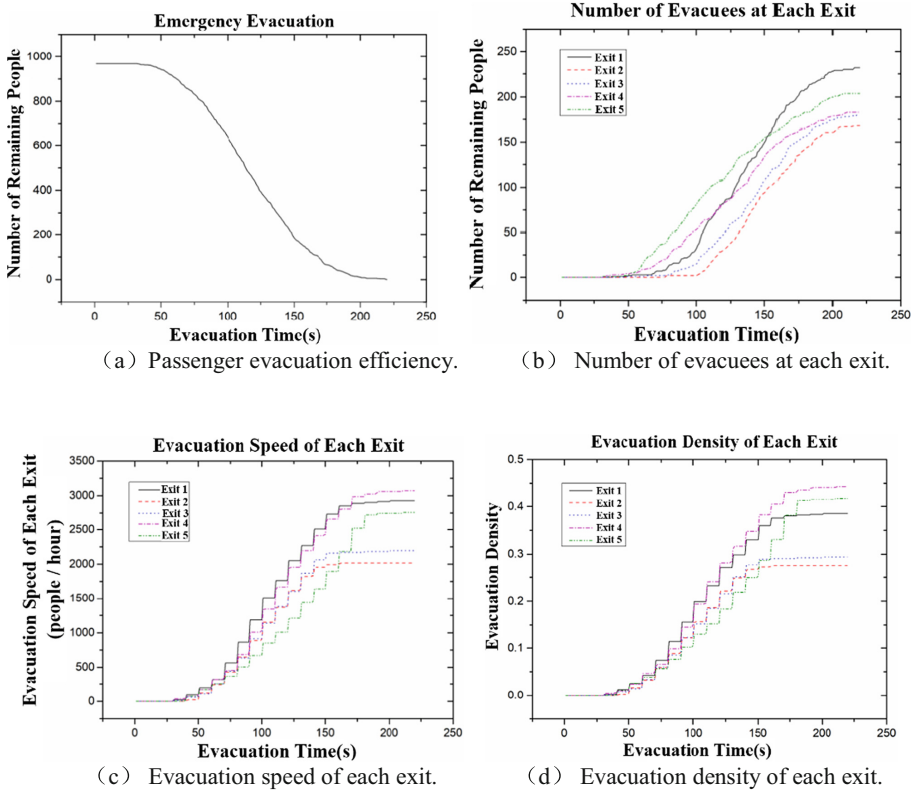 Emergency Evacuation
Number of Remaining People
1000
800
600
400
200
0
0 50 100 150 200 250
Evacuation Time(s)
(a) Passenger evacuation efficiency.
Number of Evacuees at Each Exit
Number of Remaining People
250
200
150
100
50
0
Exit 1
Exit 2
Exit 3
Exit 4
Exit 5
0 50 100 150 200 250
Evacuation Time(s)
(b) Number of evacuees at each exit.
Evacuation Speed of Each Exit
Evacuation Speed of Each Exit
(people / hour)
3500
3000
2500
2000
1500
1000
500
0
Exit 1
Exit 2
Exit 3
Exit 4
Exit 5
0 50 100 150 200 250
Evacuation Time(s)
(c) Evacuation speed of each exit.
Evacuation Density of Each Exit
Evacuation Density
0.5
0.4
0.3
0.2
0.1
0.0
Exit 1
Exit 2
Exit 3
Exit 4
Exit 5
0 50 100 150 200 250
Evacuation Time(s)
(d) Evacuation density of each exit.